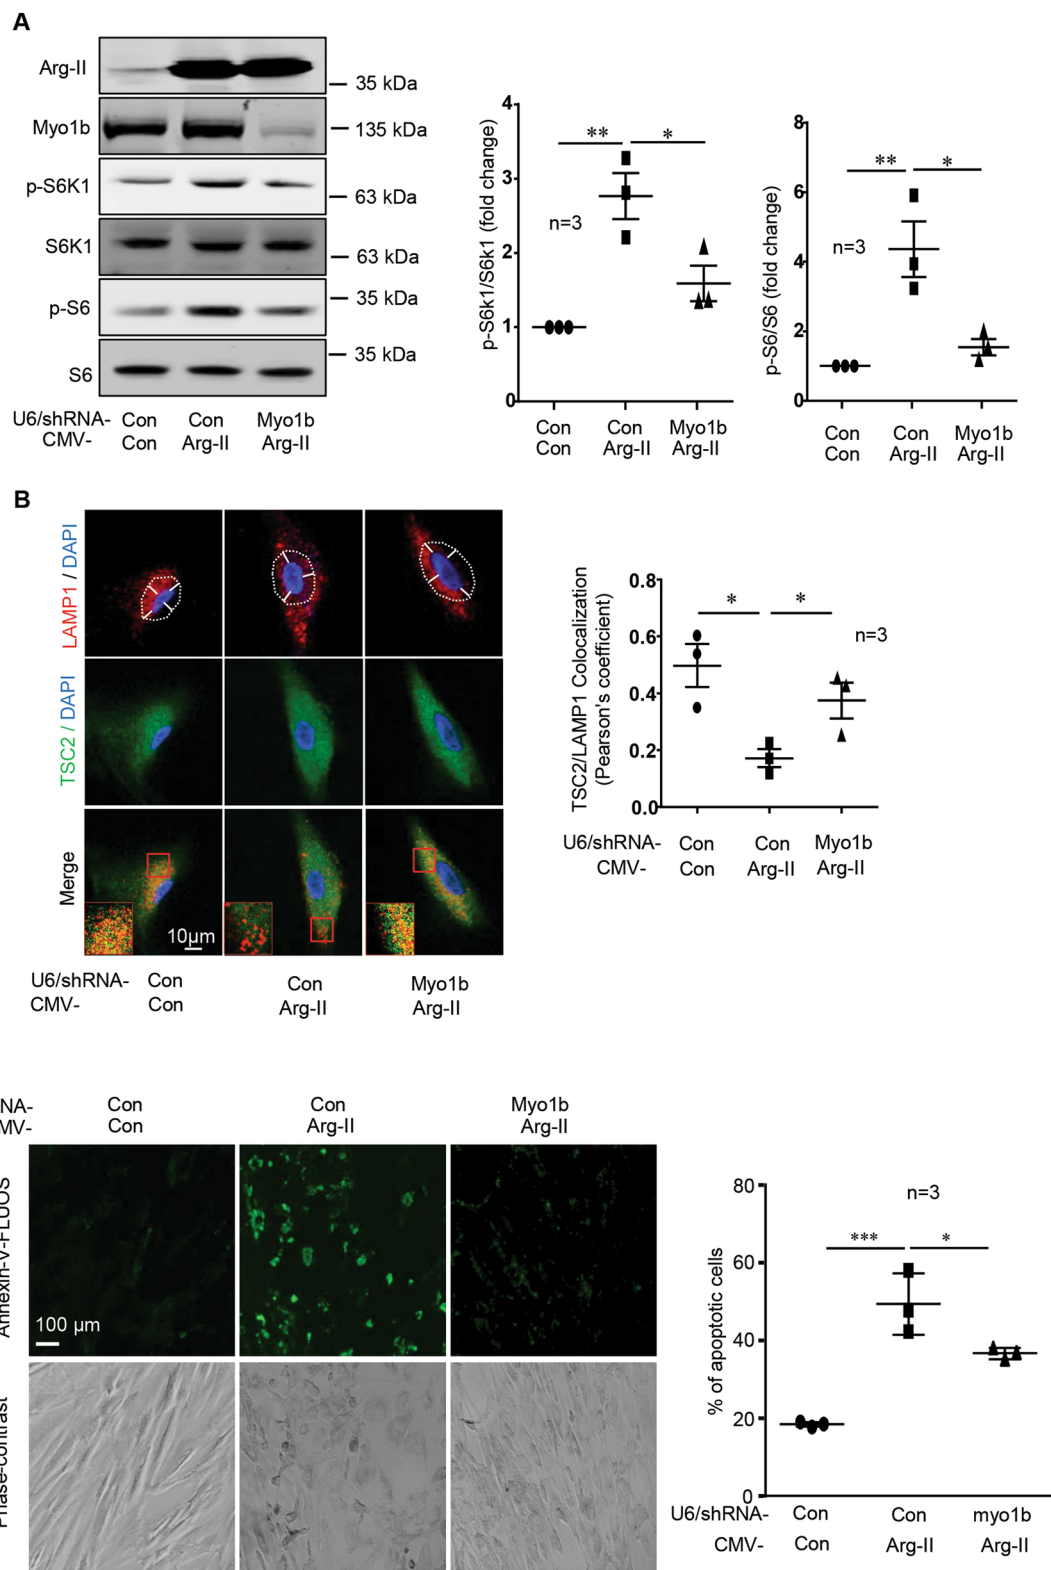 A
Arg-II
35 kDa
Myo1b
135 kDa
p-S6K1
63 kDa
S6K1
63 kDa
p-S6
35 kDa
35 kDa
S6
U6/shRNA- Con Con Myo1b
CMV- Con Arg-II Arg-II
p-S6k1/S6k1 (fold change)
4
3
2
1
0
** *
n=3
Con Con Myo1b
Con Arg-II Arg-II
p-S6/S6 (fold change)
8
6
4
2
0
** *
n=3
Con Con Myo1b
Con Arg-II Arg-II
B
LAMP1 / DAPI
TSC2 / DAPI
Merge
10µm
U6/shRNA- Con Con Myo1b
CMV- Con Arg-II Arg-II
TSC2/LAMP1 Colocalization
(Pearson's coefficient)
0.8
0.6
0.4
0.2
0.0
* *
n=3
U6/shRNA- Con Con Myo1b
CMV- Con Arg-II Arg-II
NA- Con Con Myo1b
MV- Con Arg-II Arg-II
Annexin-V-FLUOS
100 µm
Phase-contrast
% of apoptotic cells
80
60
40
20
0
n=3
*** *
U6/shRNA- Con Con myo1b
CMV- Con Arg-II Arg-II